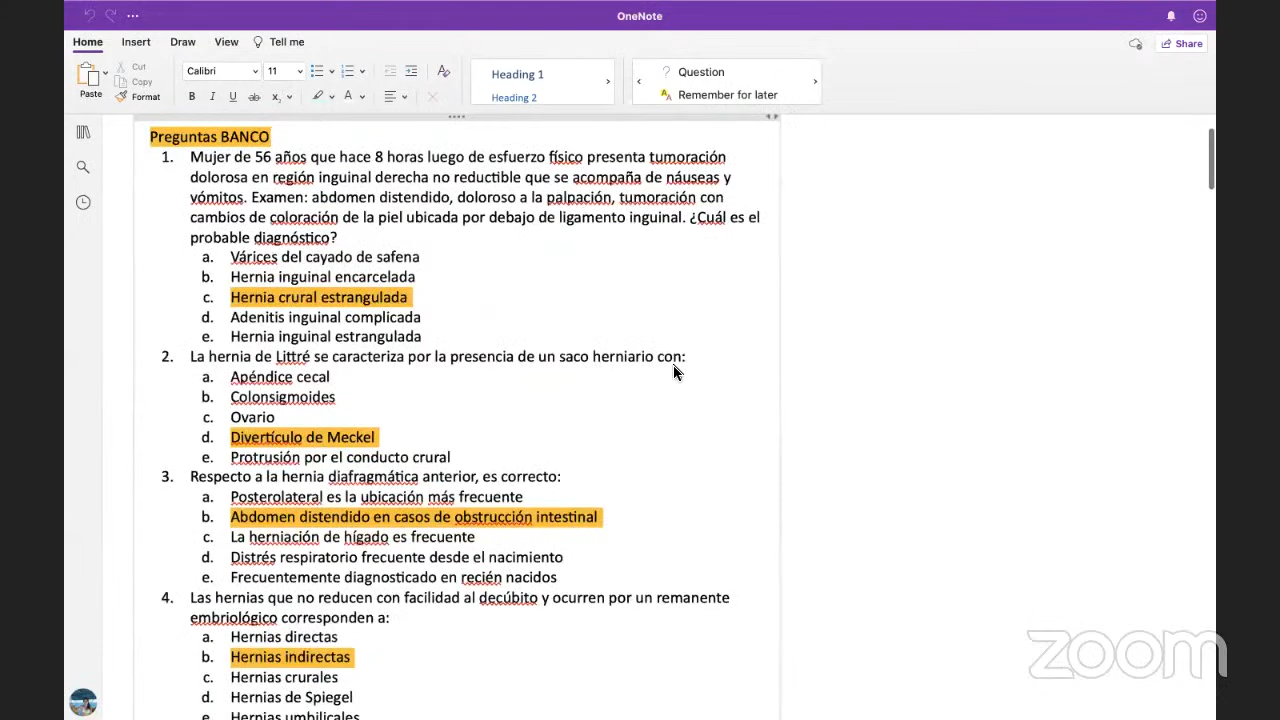 OneNote
Home Insert Draw View Tell me
Share
Paste
Cut
Copy
Format
Calibri 11
B I U ab x A
Heading 1
Heading 2
? Question
Remember for later
Preguntas BANCO
1. Mujer de 56 años que hace 8 horas luego de esfuerzo físico presenta tumoración
dolorosa en región inguinal derecha no reductible que se acompaña de náuseas y
vómitos. Examen: abdomen distendido, doloroso a la palpación, tumoración con
cambios de coloración de la piel ubicada por debajo de ligamento inguinal. ¿Cuál es el
probable diagnóstico?
a. Várices del cayado de safena
b. Hernia inguinal encarcelada
c. Hernia crural estrangulada
d. Adenitis inguinal complicada
e. Hernia inguinal estrangulada
2. La hernia de Littré se caracteriza por la presencia de un saco herniario con:
a. Apéndice cecal
b. Colonsigmoides
c. Ovario
d. Divertículo de Meckel
e. Protrusión por el conducto crural
3. Respecto a la hernia diafragmática anterior, es correcto:
a. Posterolateral es la ubicación más frecuente
b. Abdomen distendido en casos de obstrucción intestinal
c. La herniación de hígado es frecuente
d. Distrés respiratorio frecuente desde el nacimiento
e. Frecuentemente diagnosticado en recién nacidos
4. Las hernias que no reducen con facilidad al decúbito y ocurren por un remanente
embriológico corresponden a:
a. Hernias directas
b. Hernias indirectas
c. Hernias crurales
d. Hernias de Spiegel
e. Hernias umbilicales
zoom